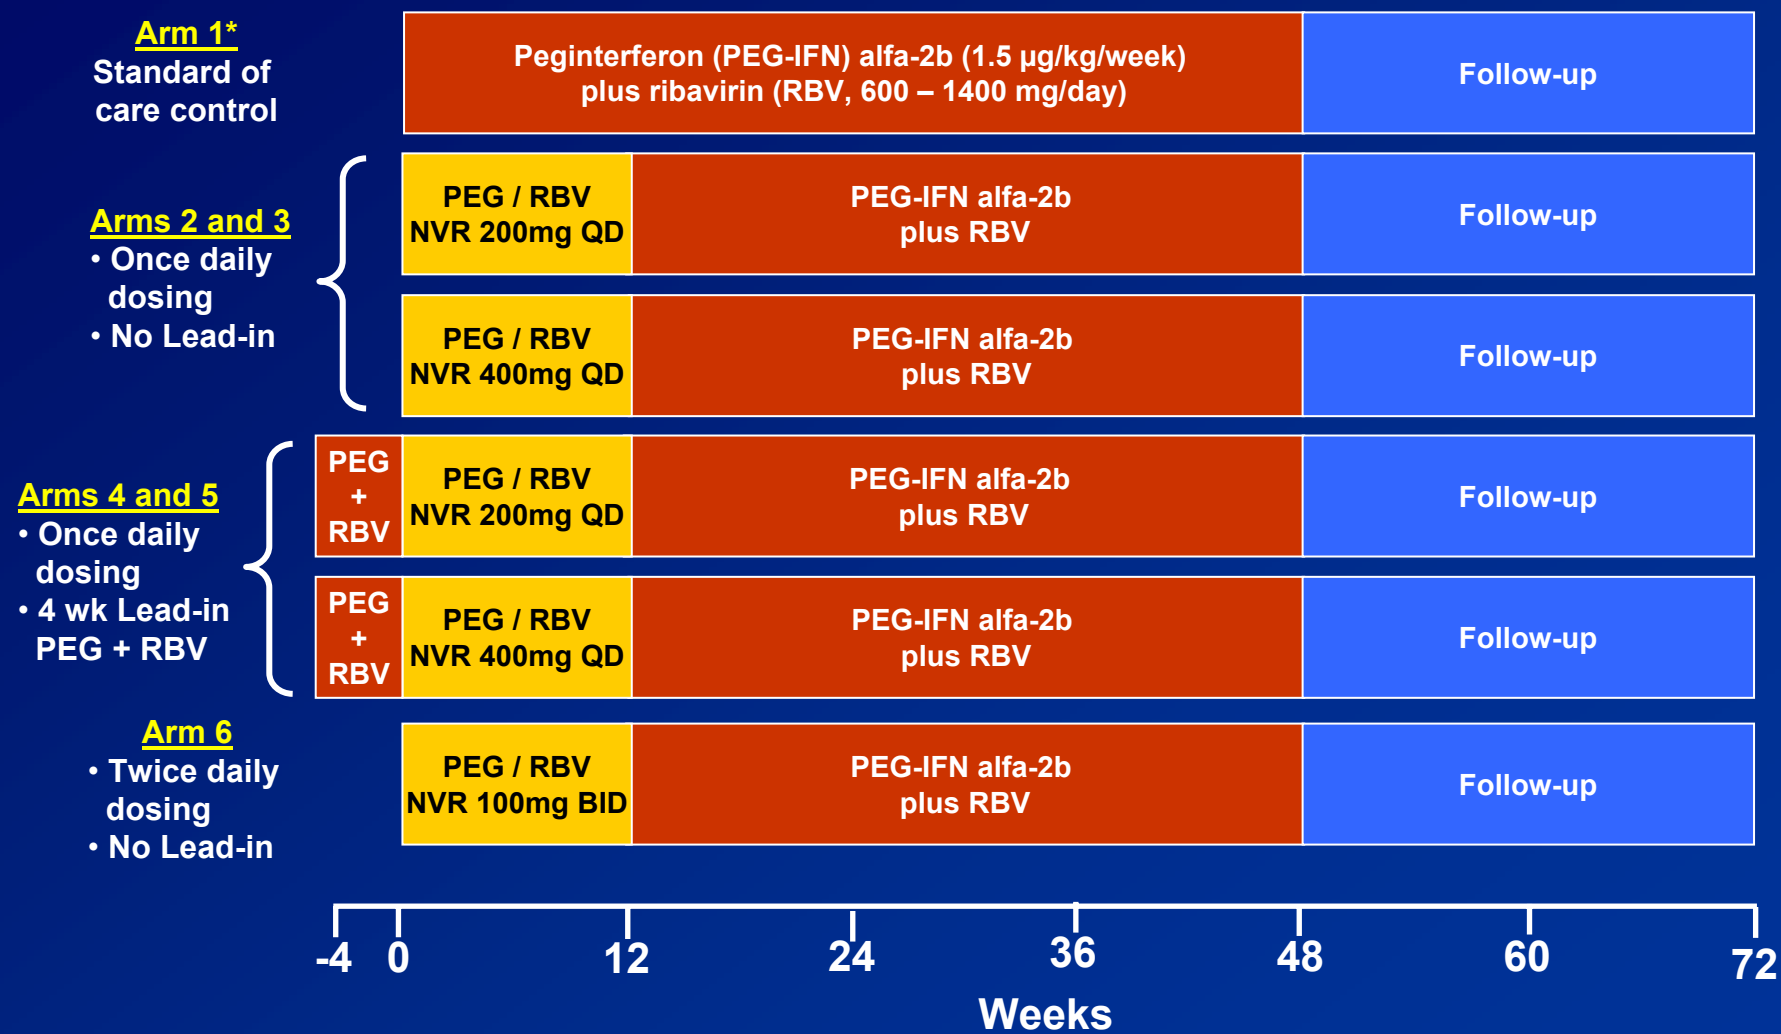 Arm 1*
Standard of
care control
Peginterferon (PEG-IFN) alfa-2b (1.5 µg/kg/week)
plus ribavirin (RBV, 600 – 1400 mg/day)
Follow-up
Arms 2 and 3
• Once daily
dosing
• No Lead-in
PEG / RBV
NVR 200mg QD
PEG-IFN alfa-2b
plus RBV
Follow-up
PEG / RBV
NVR 400mg QD
PEG-IFN alfa-2b
plus RBV
Follow-up
Arms 4 and 5
• Once daily
dosing
• 4 wk Lead-in
PEG + RBV
PEG
+
RBV
PEG / RBV
NVR 200mg QD
PEG-IFN alfa-2b
plus RBV
Follow-up
PEG
+
RBV
PEG / RBV
NVR 400mg QD
PEG-IFN alfa-2b
plus RBV
Follow-up
Arm 6
• Twice daily
dosing
• No Lead-in
PEG / RBV
NVR 100mg BID
PEG-IFN alfa-2b
plus RBV
Follow-up
-4 0 12 24 36 48 60 72
Weeks